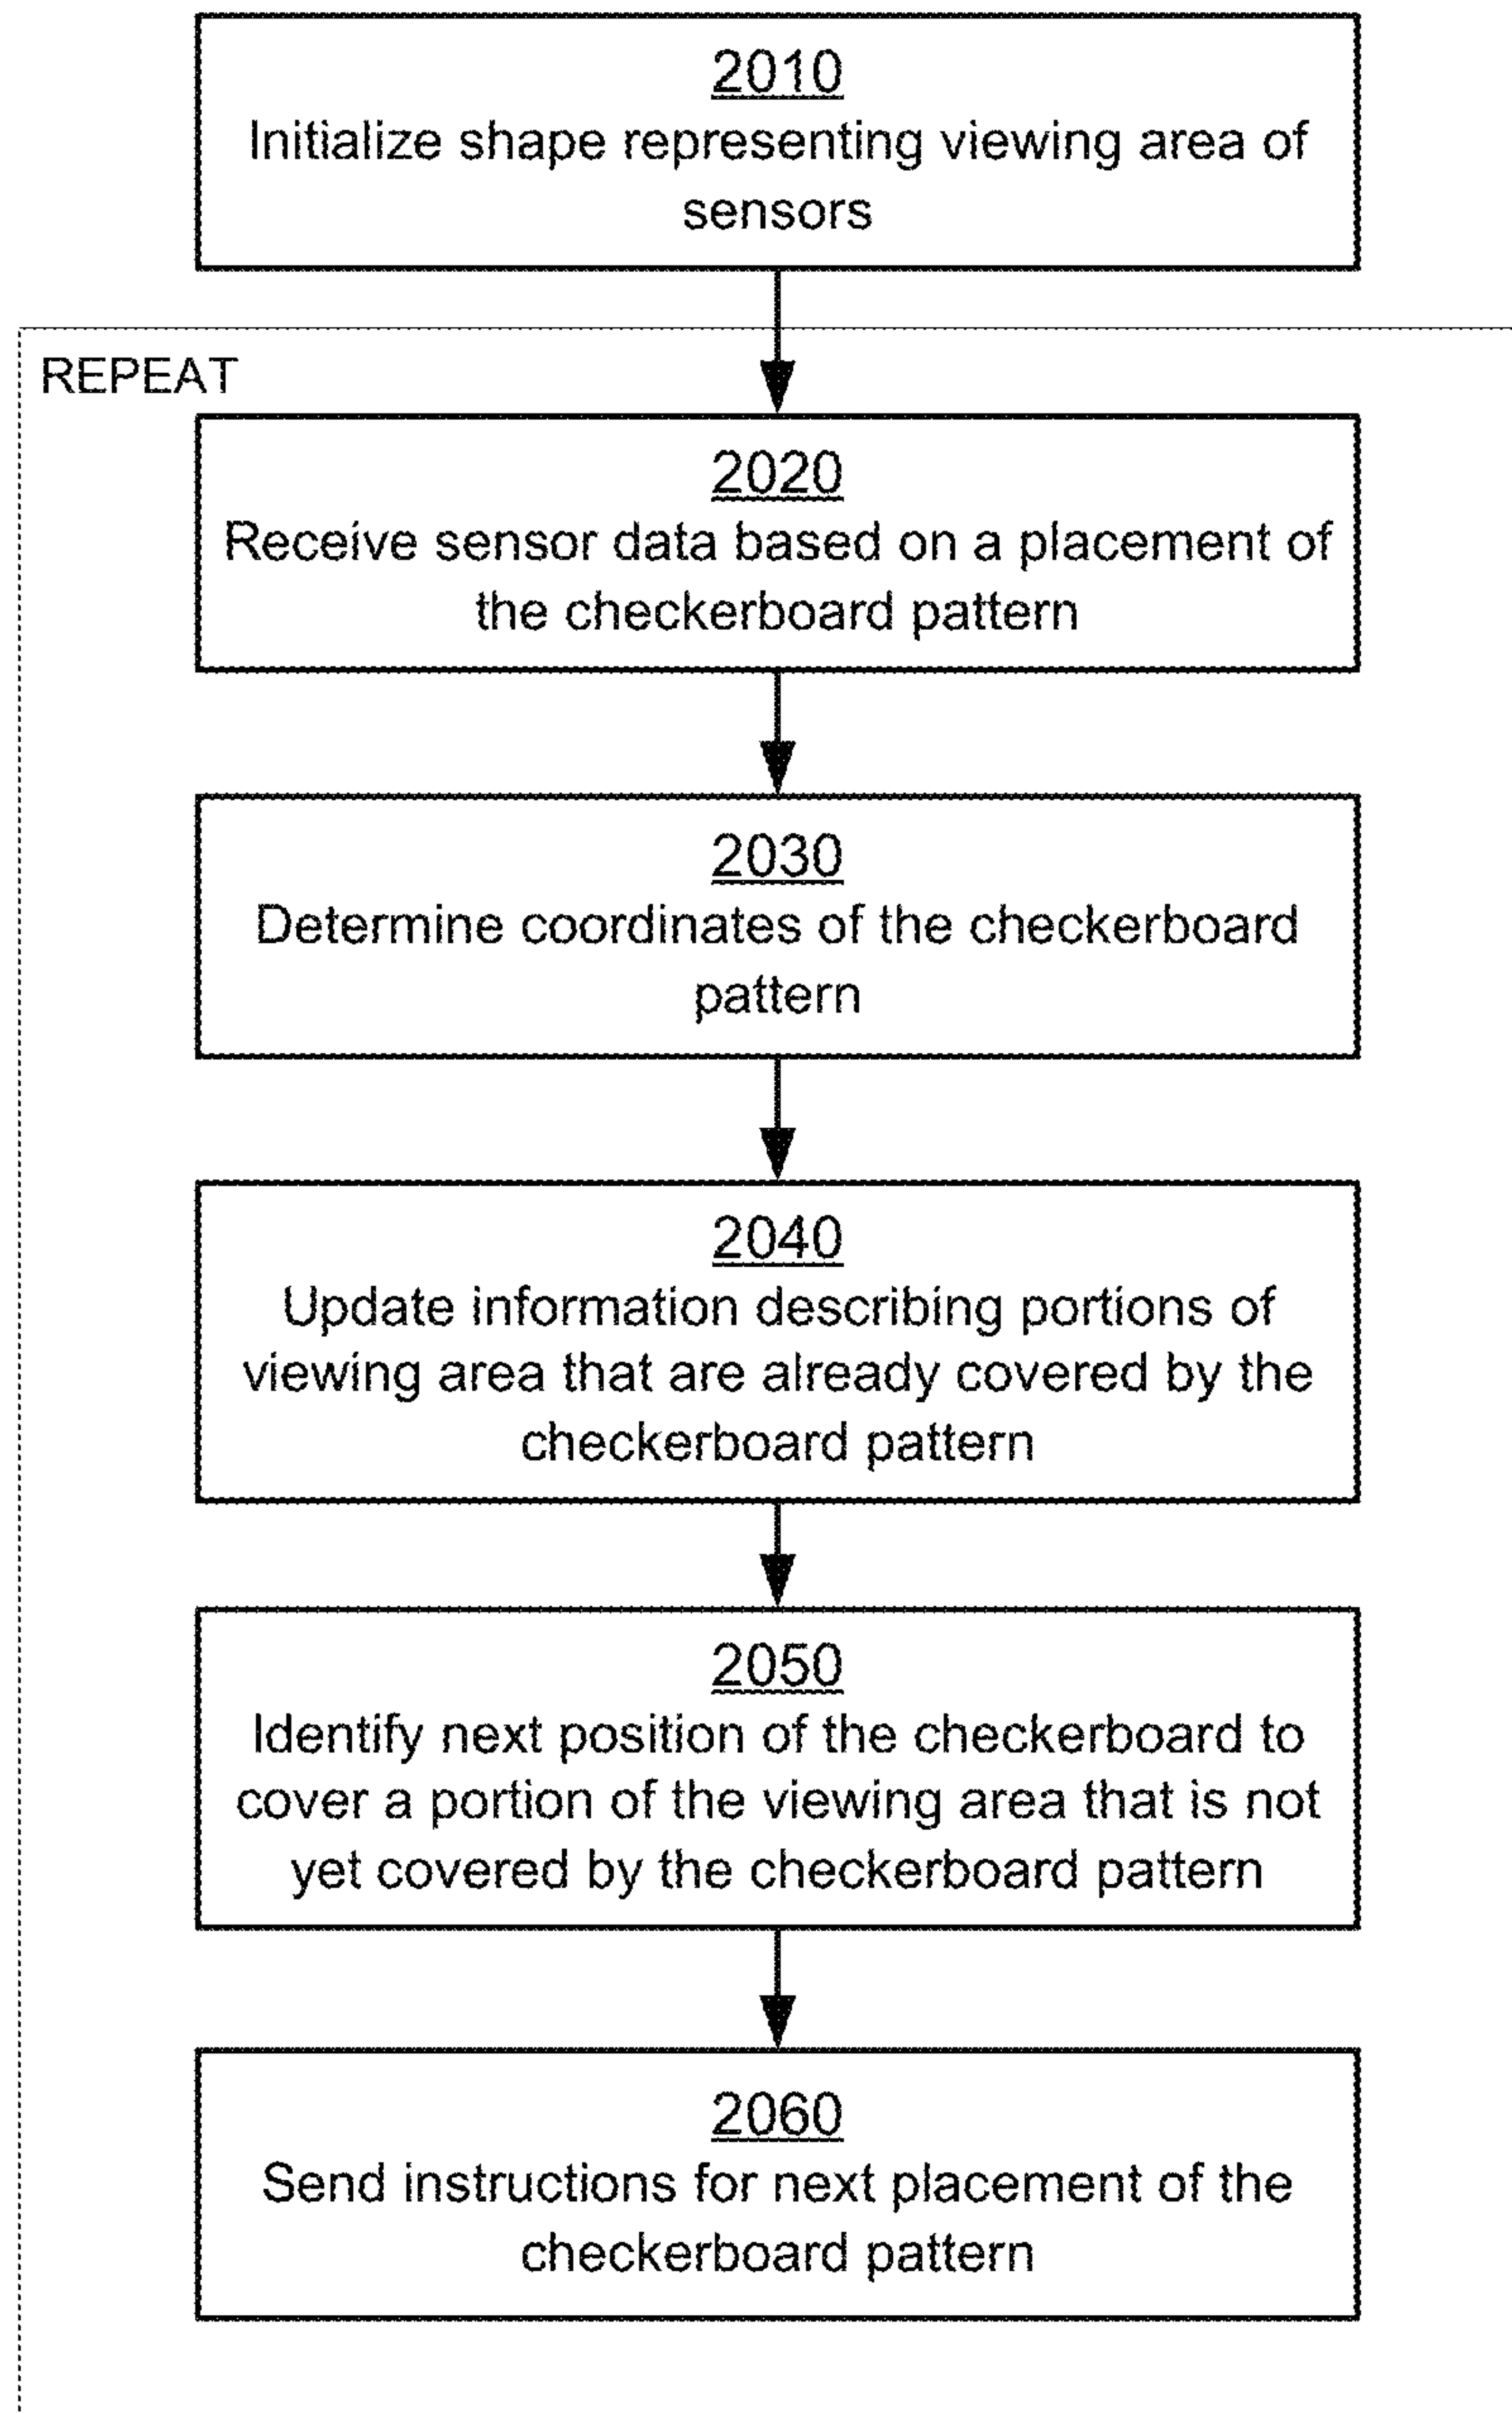 2010
Initialize shape representing viewing area of
sensors
REPEAT
2020
Receive sensor data based on a placement of
the checkerboard pattern
2030
Determine coordinates of the checkerboard
pattern
2040
Update information describing portions of
viewing area that are already covered by the
checkerboard pattern
2050
Identify next position of the checkerboard to
cover a portion of the viewing area that is not
yet covered by the checkerboard pattern
2060
Send instructions for next placement of the
checkerboard pattern